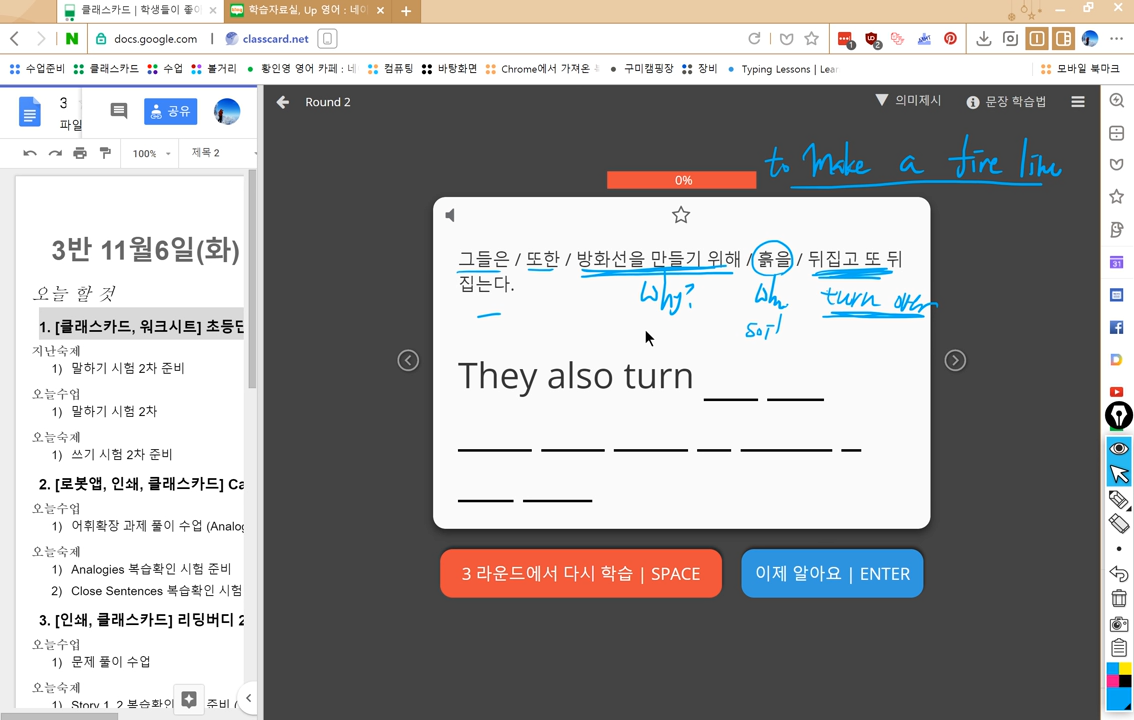 클래스카드 | 학생들이 좋아
학습자료실, Up 영어 : 네이
docs.google.com
classcard.net
수업준비
클래스카드
수업
볼거리
황인영 영어 카페 : 네
컴퓨팅
바탕화면
Chrome에서 가져온
구미캠핑장
장비
Typing Lessons | Lear
모바일 북마크
3
파일
공유
100%
제목 2
3반 11월6일(화)
오늘 할 것
1. [클래스카드, 워크시트] 초등단
지난숙제
1) 말하기 시험 2차 준비
오늘수업
1) 말하기 시험 2차
오늘숙제
1) 쓰기 시험 2차 준비
2. [로봇앱, 인쇄, 클래스카드] Ca
오늘수업
1) 어휘확장 과제 풀이 수업 (Analog
오늘숙제
1) Analogies 복습확인 시험 준비
2) Close Sentences 복습확인 시험
3. [인쇄, 클래스카드] 리딩버디 2
오늘수업
1) 문제 풀이 수업
오늘숙제
1) Story 1, 2 복습확인 준비 (
Round 2
의미제시
문장 학습법
to make a fire line
0%
그들은 / 또한 / 방화선을 만들기 위해 / 흙을 / 뒤집고 또 뒤
집는다.
Why?
soil
turn over
They also turn
3 라운드에서 다시 학습 | SPACE
이제 알아요 | ENTER